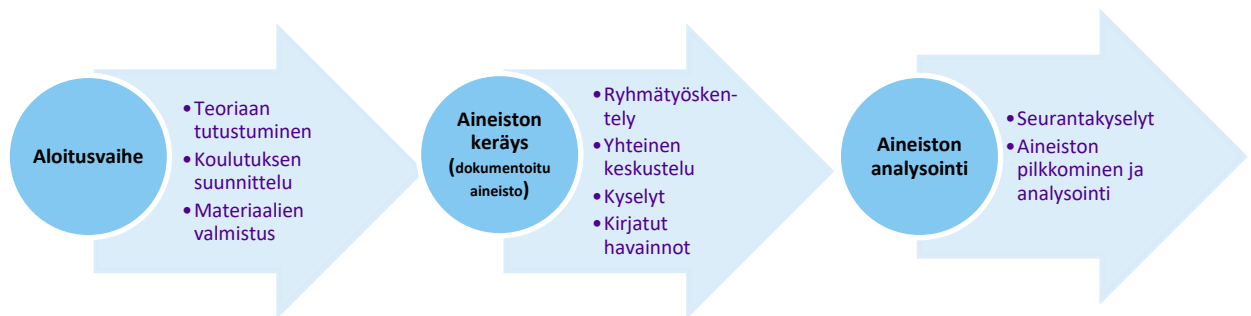 Aloitusvaihe
•Teoriaan
tutustuminen
•Koulutuksen
suunnittelu
•Materiaalien
valmistus
Aineiston
keräys
(dokumentoitu
aineisto)
•Ryhmätyösken-
tely
•Yhteinen
keskustelu
•Kyselyt
•Kirjatut
havainnot
Aineiston
analysointi
•Seurantakyselyt
•Aineiston
pilkkominen ja
analysointi